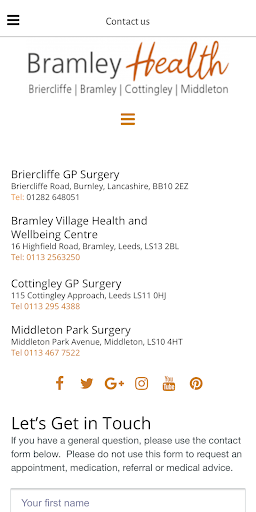 Contact us
Bramley Health
Briercliffe | Bramley | Cottingley | Middleton
Briercliffe GP Surgery
Briercliffe Road, Burnley, Lancashire, BB10 2EZ
Tel: 01282 648051
Bramley Village Health and
Wellbeing Centre
16 Highfield Road, Bramley, Leeds, LS13 2BL
Tel: 0113 2563250
Cottingley GP Surgery
115 Cottingley Approach, Leeds LS11 0HJ
Tel 0113 295 4388
Middleton Park Surgery
Middleton Park Avenue, Middleton, LS10 4HT
Tel 0113 467 7522
You Tube
Let's Get in Touch
If you have a general question, please use the contact
form below. Please do not use this form to request an
appointment, medication, referral or medical advice.
Your first name